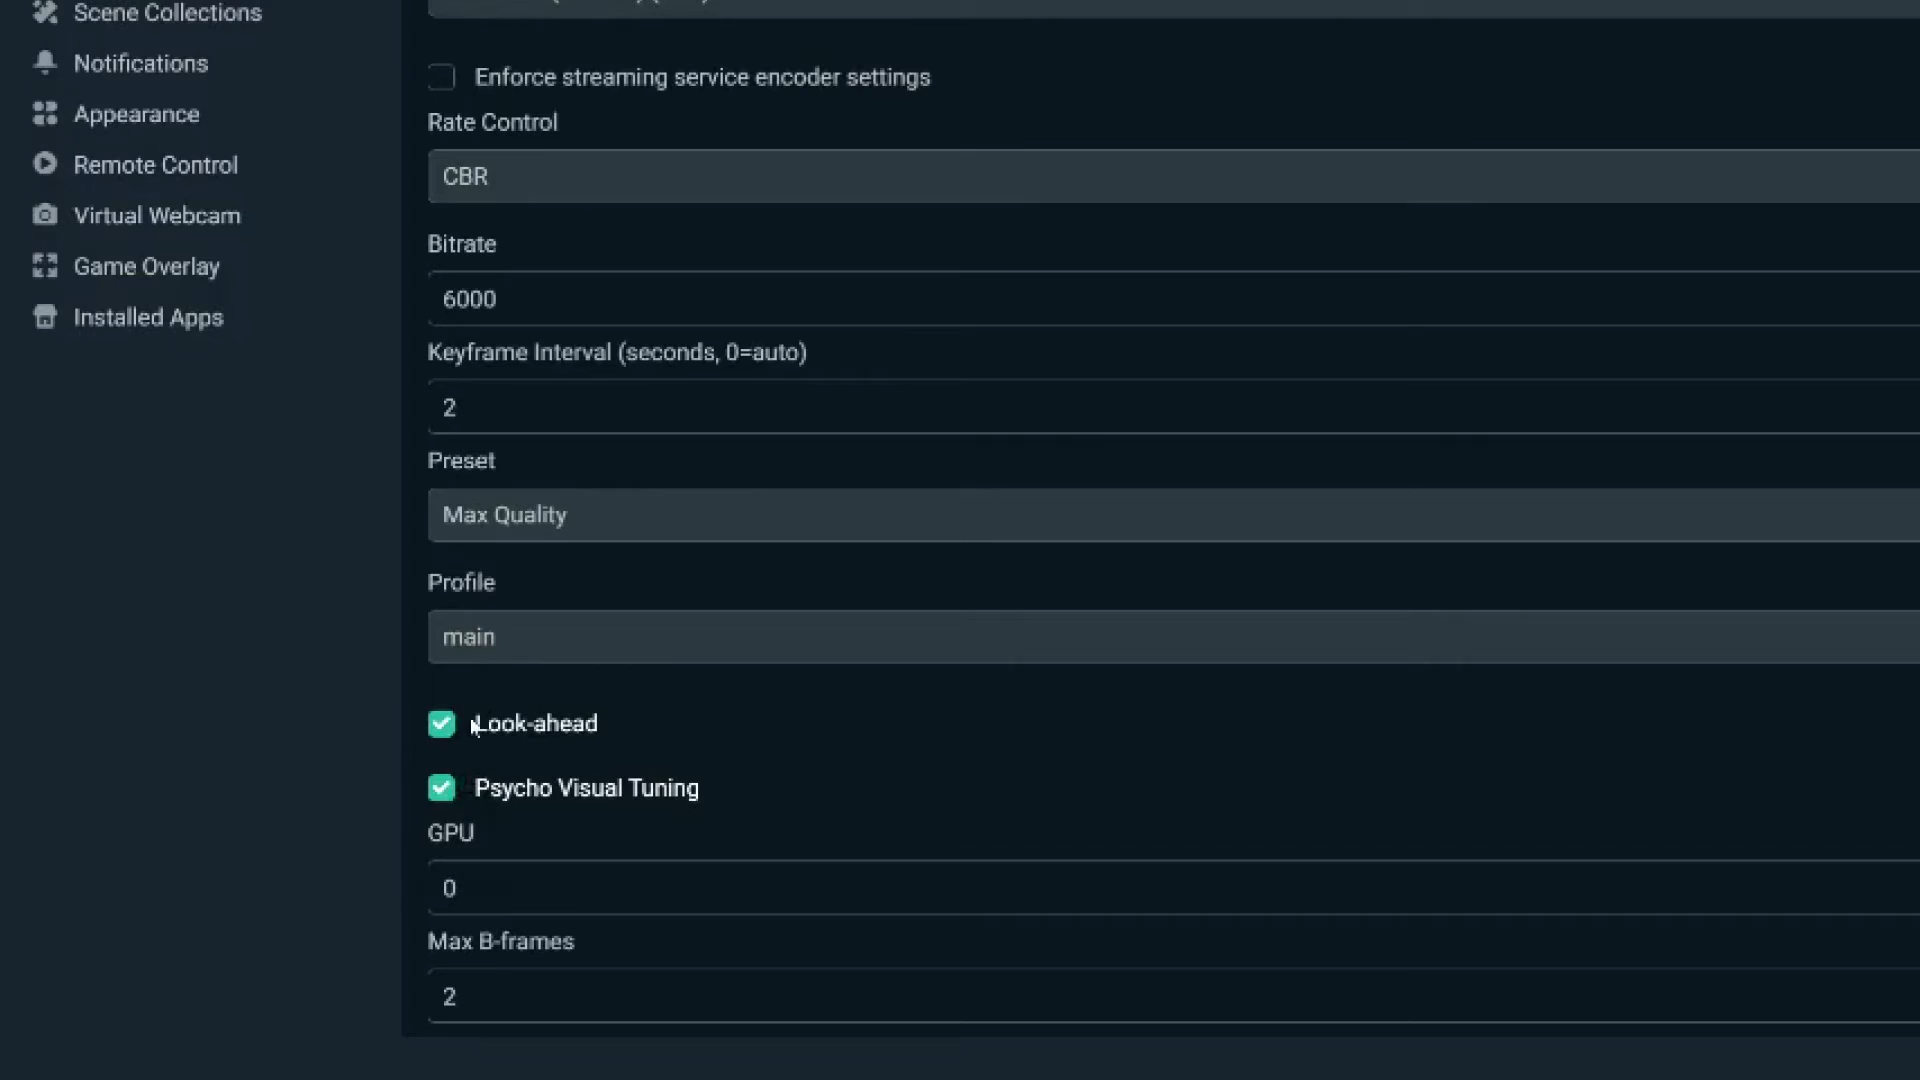 Scene Collections
Notifications
Appearance
Remote Control
Virtual Webcam
Game Overlay
Installed Apps
Enforce streaming service encoder settings
Rate Control
CBR
Bitrate
6000
Keyframe Interval (seconds, 0=auto)
2
Preset
Max Quality
Profile
main
Look-ahead
Psycho Visual Tuning
GPU
0
Max B-frames
2